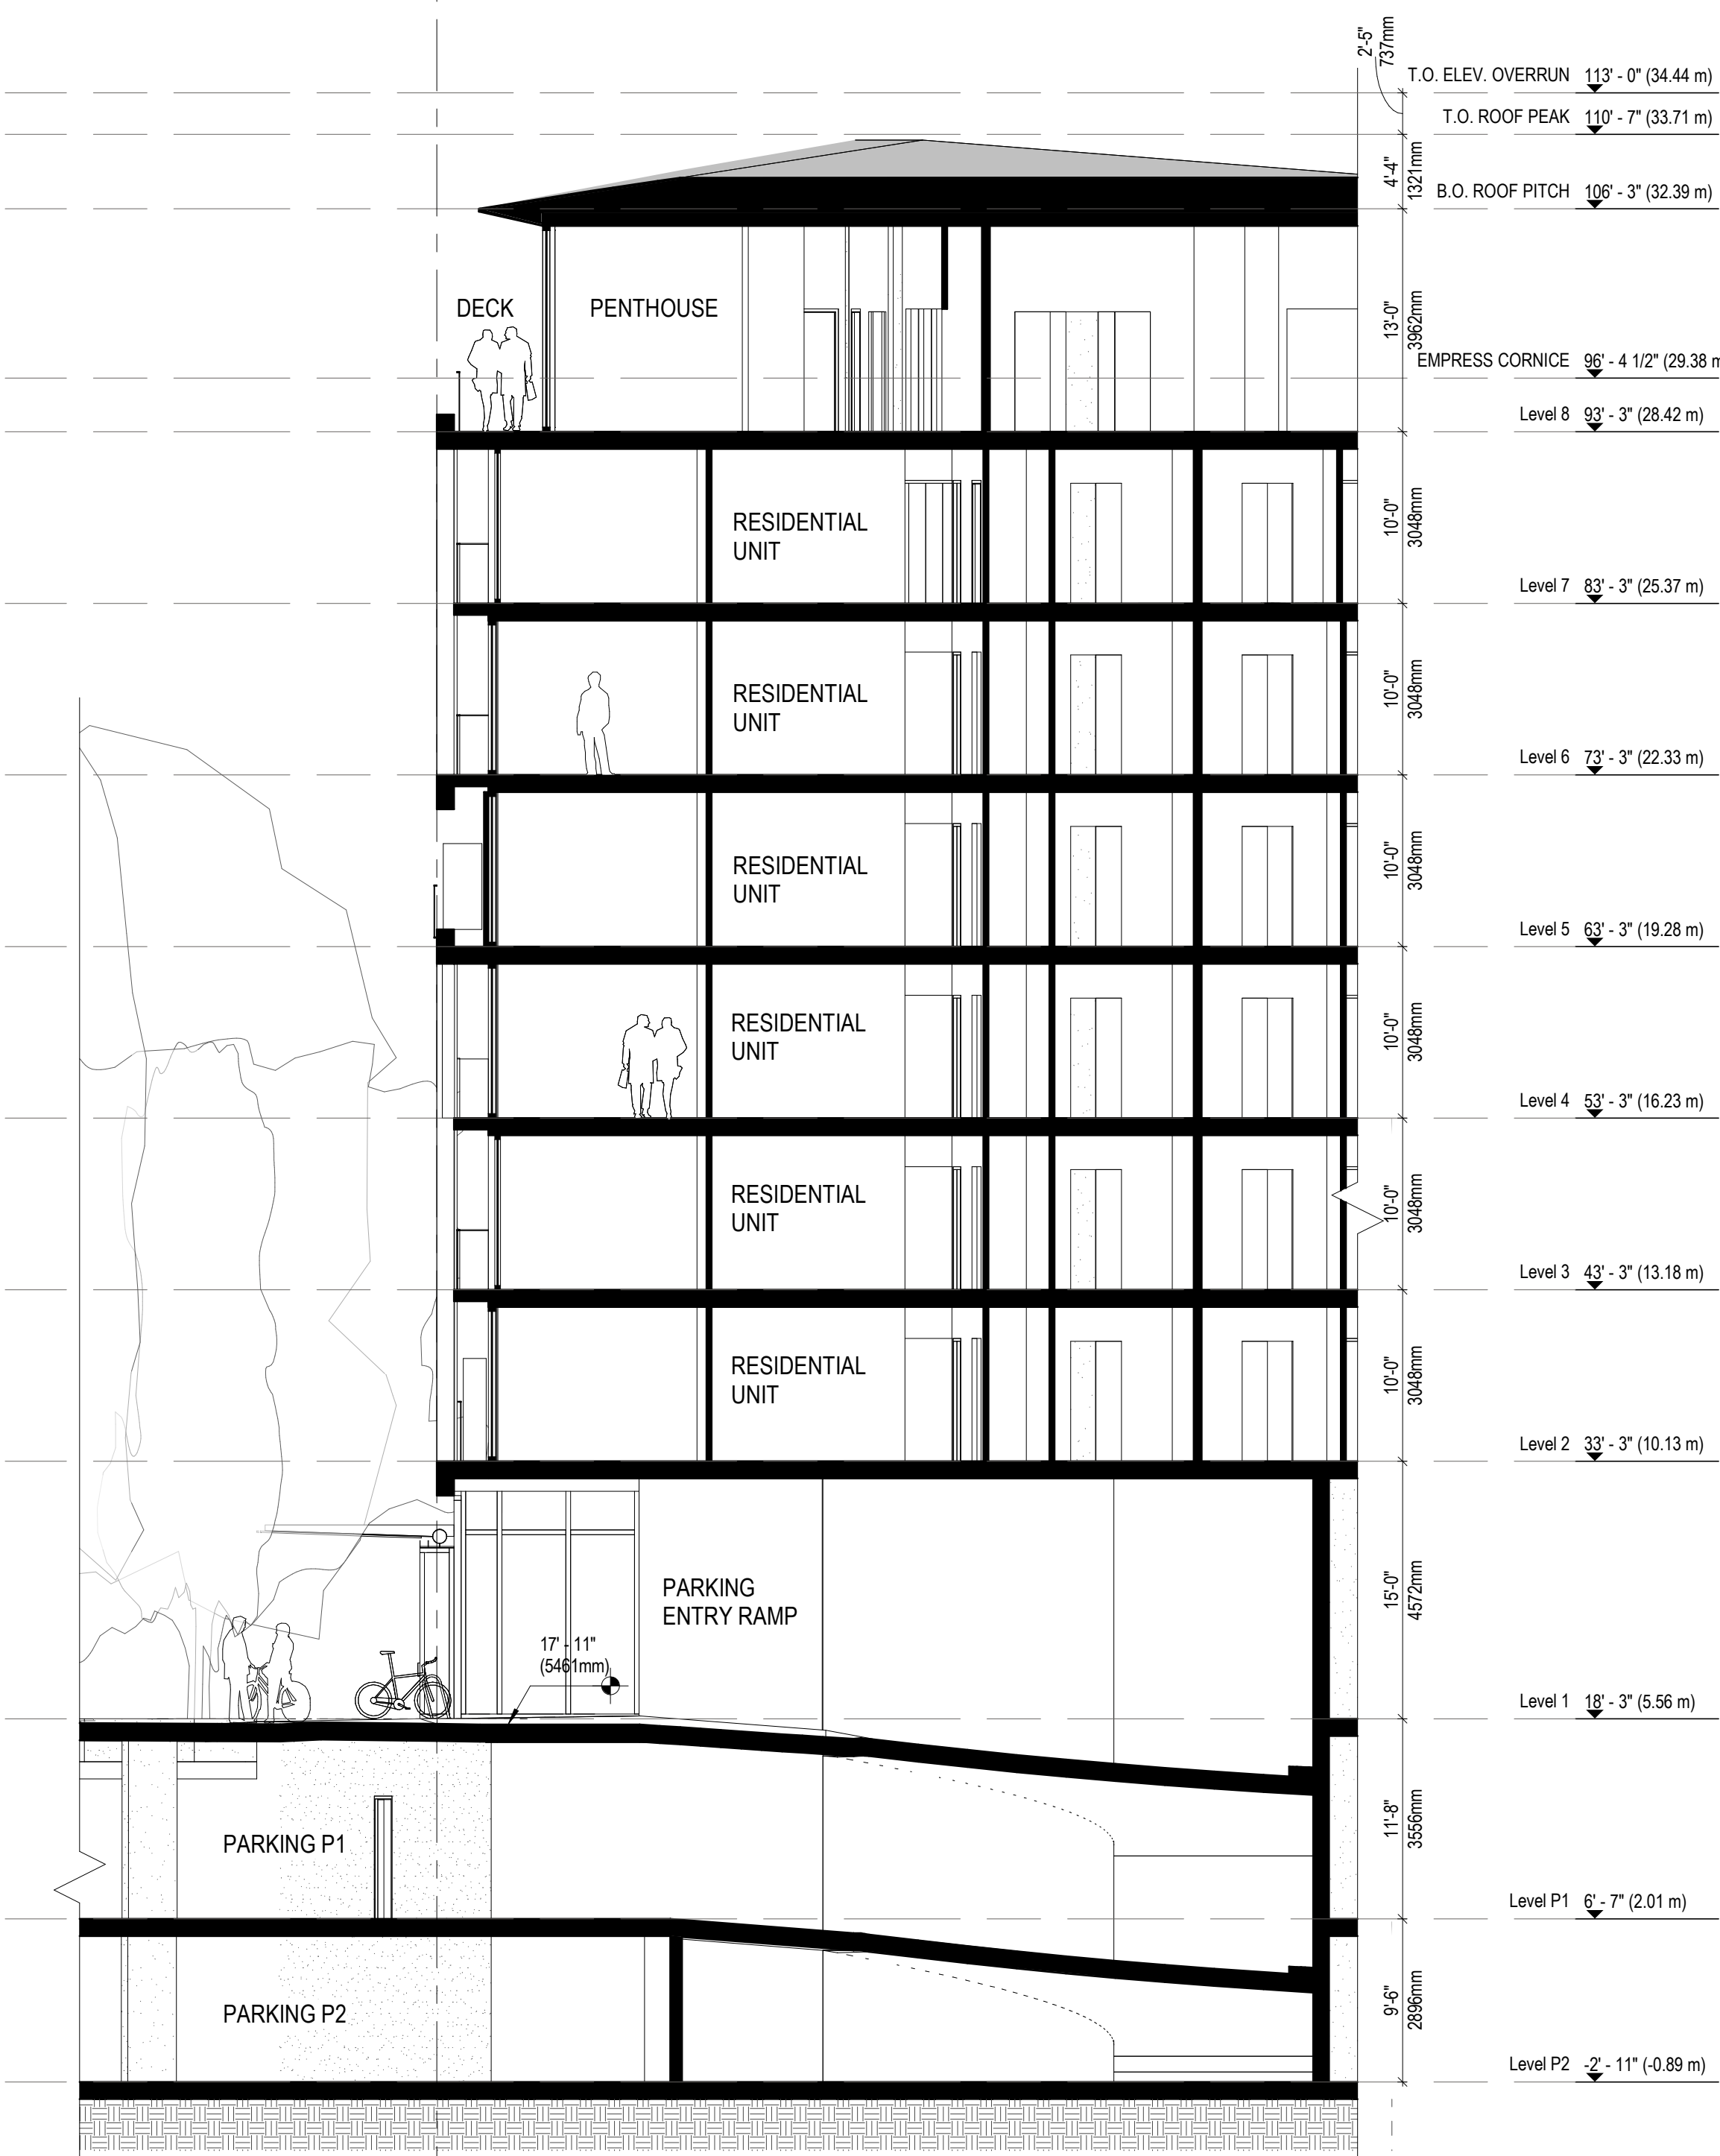 2'-5"
737mm
T.O. ELEV. OVERRUN 113' - 0" (34.44 m)
T.O. ROOF PEAK 110' - 7" (33.71 m)
4'-4"
1321mm
B.O. ROOF PITCH 106' - 3" (32.39 m)
DECK PENTHOUSE
13'-0"
3962mm
EMPRESS CORNICE 96' - 4 1/2" (29.38 m
Level 8 93' - 3" (28.42 m)
RESIDENTIAL
UNIT
10'-0"
3048mm
Level 7 83' - 3" (25.37 m)
RESIDENTIAL
UNIT
10'-0"
3048mm
Level 6 73' - 3" (22.33 m)
RESIDENTIAL
UNIT
10'-0"
3048mm
Level 5 63' - 3" (19.28 m)
RESIDENTIAL
UNIT
10'-0"
3048mm
Level 4 53' - 3" (16.23 m)
RESIDENTIAL
UNIT
10'-0"
3048mm
Level 3 43' - 3" (13.18 m)
RESIDENTIAL
UNIT
10'-0"
3048mm
Level 2 33' - 3" (10.13 m)
PARKING
ENTRY RAMP
15'-0"
4572mm
17' - 11"
(5461mm)
Level 1 18' - 3" (5.56 m)
PARKING P1
11'-8"
3556mm
Level P1 6' - 7" (2.01 m)
PARKING P2
9'-6"
2896mm
Level P2 -2' - 11" (-0.89 m)